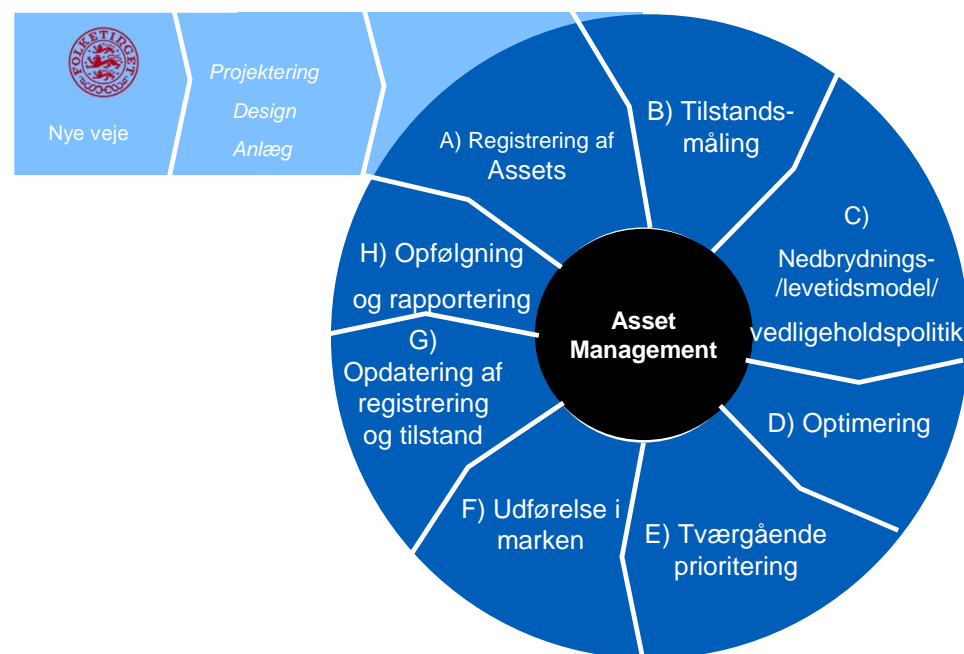 FOLKETINGET
Nye veje
Projektering
Design
Anlæg
A) Registrering af
Assets
B) Tilstands-
måling
C)
Nedbrydnings-
/levetidsmodel/
vedligeholdspolitik
D) Optimering
E) Tværgående
prioritering
F) Udførelse i
marken
G)
Opdatering af
registrering
og tilstand
H) Opfølgning
og rapportering
Asset
Management